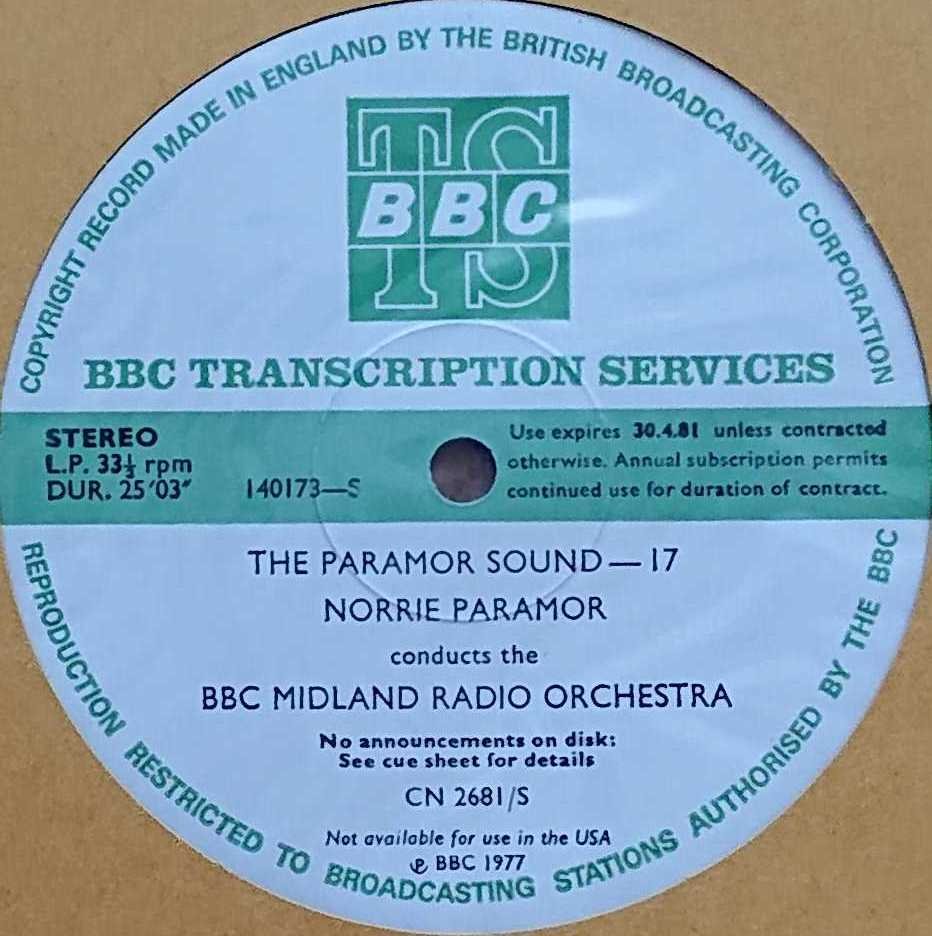 COPYRIGHT RECORD MADE IN ENGLAND BY THE BRITISH BROADCASTING CORPORATION
TS
BBC
BBC TRANSCRIPTION SERVICES
STEREO
L.P. 33⅓ rpm
DUR. 25'03"
140173—S
Use expires 30.4.81 unless contracted
otherwise. Annual subscription permits
continued use for duration of contract.
THE PARAMOR SOUND—17
NORRIE PARAMOR
conducts the
BBC MIDLAND RADIO ORCHESTRA
No announcements on disk:
See cue sheet for details
CN 2681/S
Not available for use in the USA
℗ BBC 1977
REPRODUCTION RESTRICTED TO BROADCASTING STATIONS AUTHORISED BY THE BBC